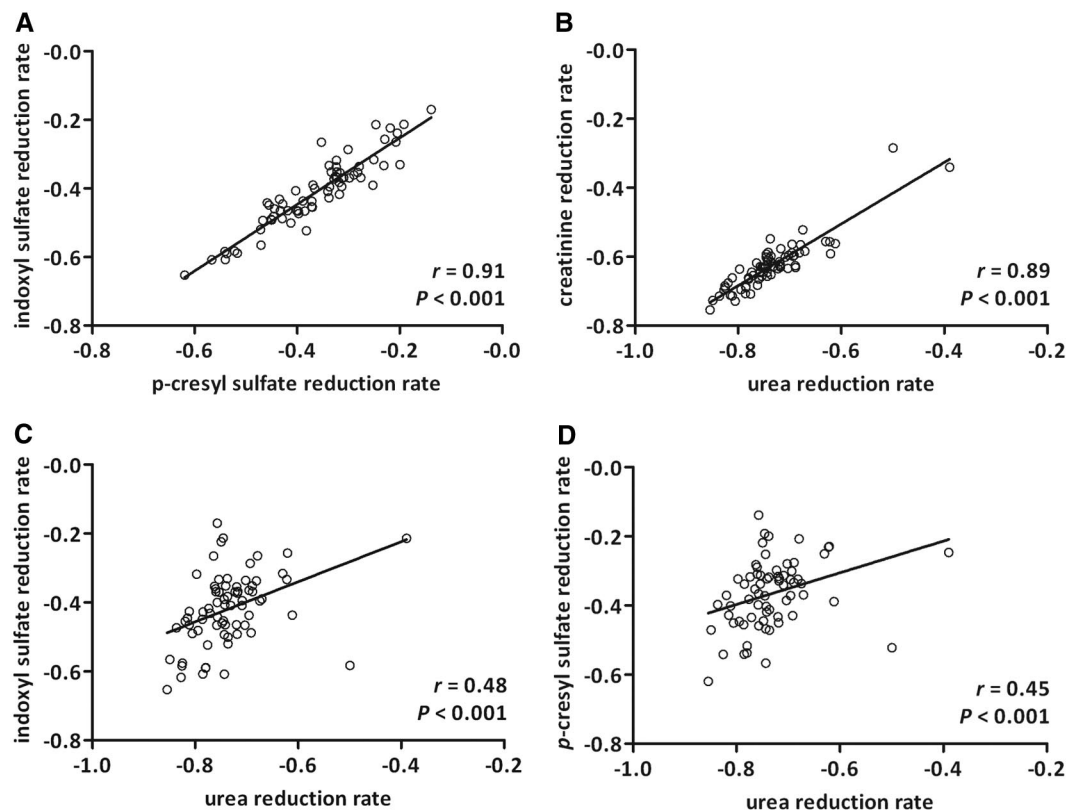 A
indoxyl sulfate reduction rate
-0.0
-0.2
-0.4
-0.6
-0.8
r = 0.91
P < 0.001
-0.8 -0.6 -0.4 -0.2 -0.0
p-cresyl sulfate reduction rate
B
creatinine reduction rate
-0.0
-0.2
-0.4
-0.6
-0.8
r = 0.89
P < 0.001
-1.0 -0.8 -0.6 -0.4 -0.2
urea reduction rate
C
indoxyl sulfate reduction rate
-0.0
-0.2
-0.4
-0.6
-0.8
r = 0.48
P < 0.001
-1.0 -0.8 -0.6 -0.4 -0.2
urea reduction rate
D
p-cresyl sulfate reduction rate
-0.0
-0.2
-0.4
-0.6
-0.8
r = 0.45
P < 0.001
-1.0 -0.8 -0.6 -0.4 -0.2
urea reduction rate